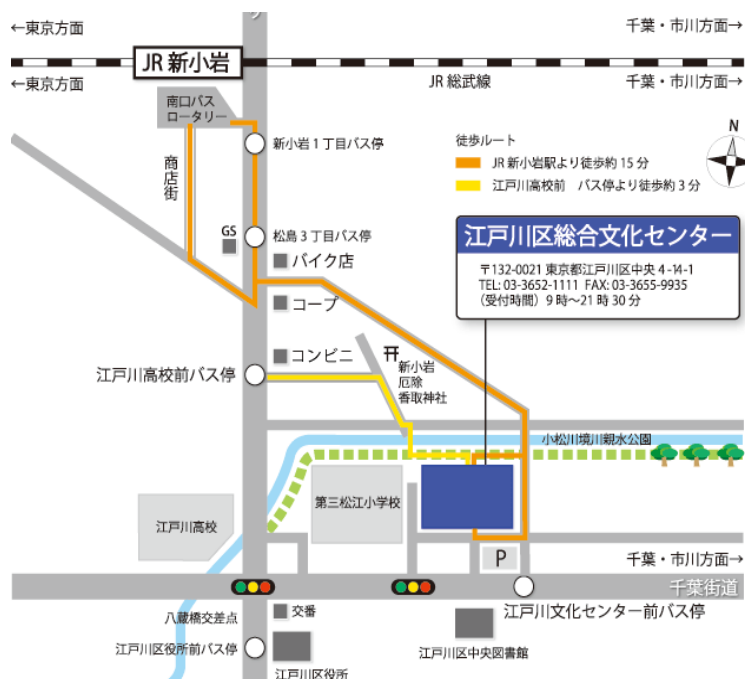 ←東京方面
千葉・市川方面→
JR 新小岩
←東京方面
JR 総武線
千葉・市川方面→
南口バス
ロータリー
商店街
新小岩1丁目バス停
徒歩ルート
JR 新小岩駅より徒歩約 15 分
江戸川高校前 バス停より徒歩約 3 分
N
GS
松島3丁目バス停
バイク店
コープ
江戸川区総合文化センター
〒132-0021 東京都江戸川区中央 4-14-1
TEL: 03-3652-1111 FAX: 03-3655-9935
（受付時間）9 時～21 時 30 分
コンビニ
江戸川高校前バス停
新小岩
厄除
香取神社
小松川境川親水公園
第三松江小学校
江戸川高校
P
千葉・市川方面→
千葉街道
八蔵橋交差点
交番
江戸川文化センター前バス停
江戸川区役所前バス停
江戸川区役所
江戸川区中央図書館